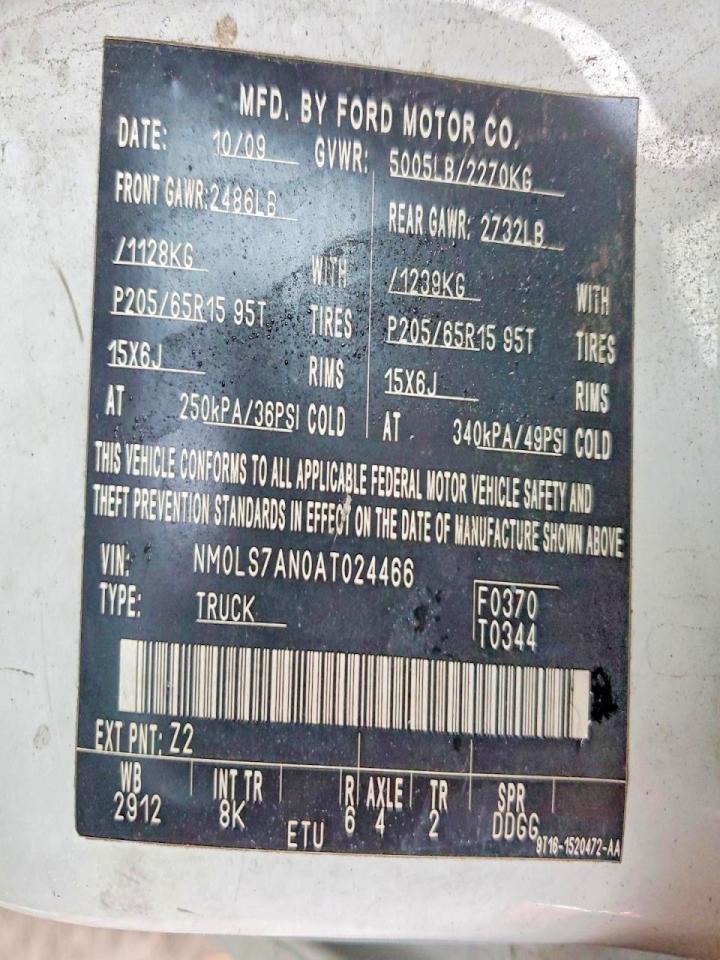 MFD. BY FORD MOTOR CO.
DATE: 10/09 GVWR: 5005LB/2270KG
FRONT GAWR: 2486LB REAR GAWR: 2732LB
/1128KG WITH /1239KG WITH
P205/65R15 95T TIRES P205/65R15 95T TIRES
15X6J RIMS 15X6J RIMS
AT 250kPA/36PSI COLD AT 340kPA/49PSI COLD
THIS VEHICLE CONFORMS TO ALL APPLICABLE FEDERAL MOTOR VEHICLE SAFETY AND
THEFT PREVENTION STANDARDS IN EFFECT ON THE DATE OF MANUFACTURE SHOWN ABOVE
VIN: NM0LS7AN0AT024466
TYPE: TRUCK F0370
T0344
EXT PNT: Z2
WB INT TR R AXLE TR SPR
2912 8K 6 4 2 DDGG
ETU 9T16-1520472-AA